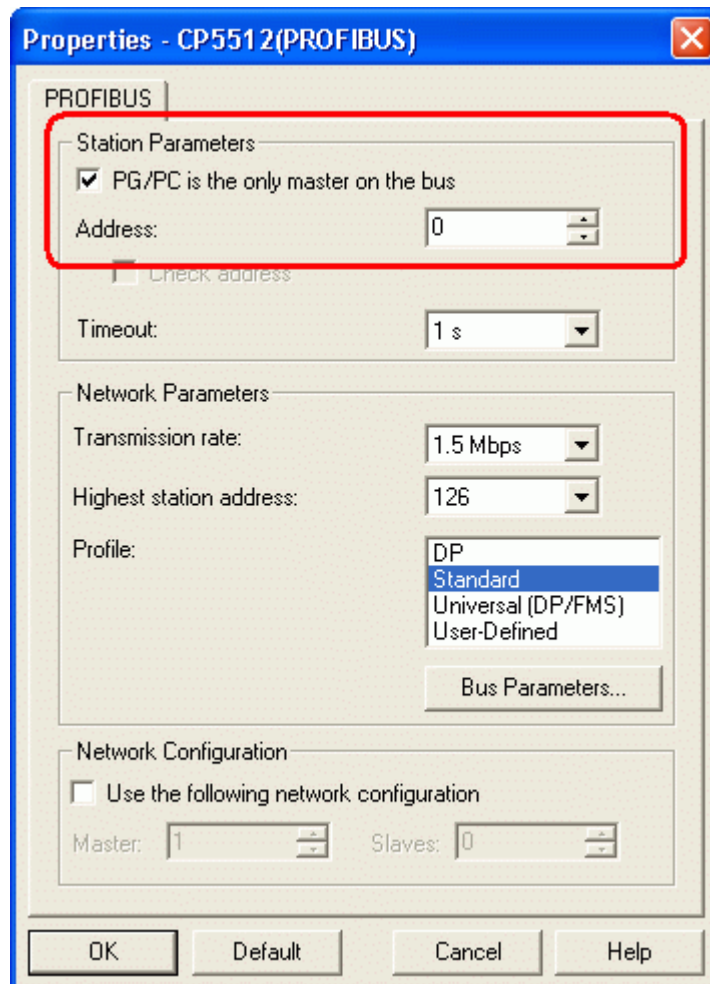 Properties - CP5512(PROFIBUS)
PROFIBUS
Station Parameters
PG/PC is the only master on the bus
Address: 0
Check address
Timeout: 1 s
Network Parameters
Transmission rate: 1.5 Mbps
Highest station address: 126
Profile: DP
Standard
Universal (DP/FMS)
User-Defined
Bus Parameters...
Network Configuration
Use the following network configuration
Master: 1 Slaves: 0
OK Default Cancel Help